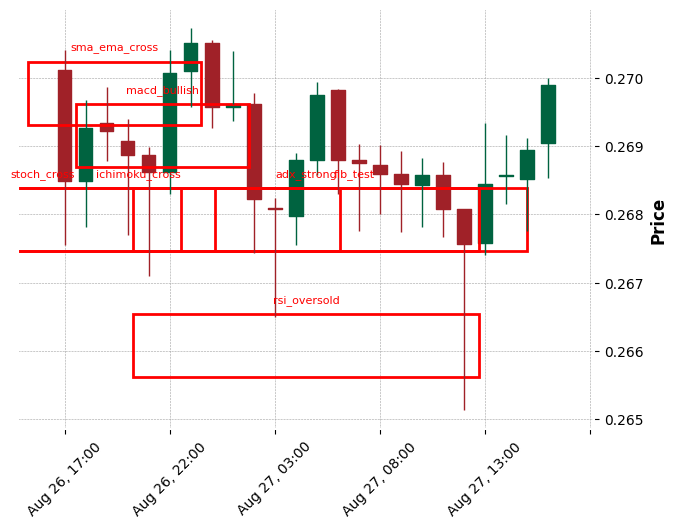 sma_ema_cross
0.270
macd_bullish
0.269
ichimoku_cross
fib_test
0.268
Price
0.267
rsi_oversold
0.266
0.265
Aug 26, 17:00
Aug 26, 22:00
Aug 27, 03:00
Aug 27, 08:00
Aug 27, 13:00